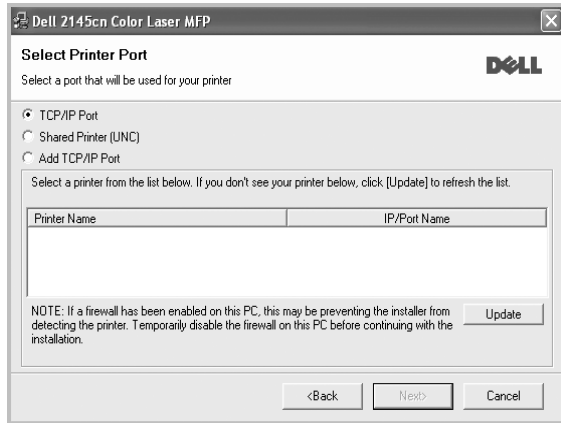 Dell 2145cn Color Laser MFP
Select Printer Port
Select a port that will be used for your printer
DELL
TCP/IP Port
Shared Printer (UNC)
Add TCP/IP Port
Select a printer from the list below. If you don't see your printer below, click [Update] to refresh the list.
Printer Name IP/Port Name
NOTE: If a firewall has been enabled on this PC, this may be preventing the installer from
detecting the printer. Temporarily disable the firewall on this PC before continuing with the
installation.
Update
<Back Next> Cancel